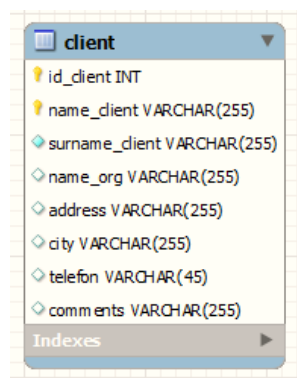 client
id_client INT
name_client VARCHAR(255)
surname_client VARCHAR(255)
name_org VARCHAR(255)
address VARCHAR(255)
city VARCHAR(255)
telefon VARCHAR(45)
comments VARCHAR(255)
Indexes